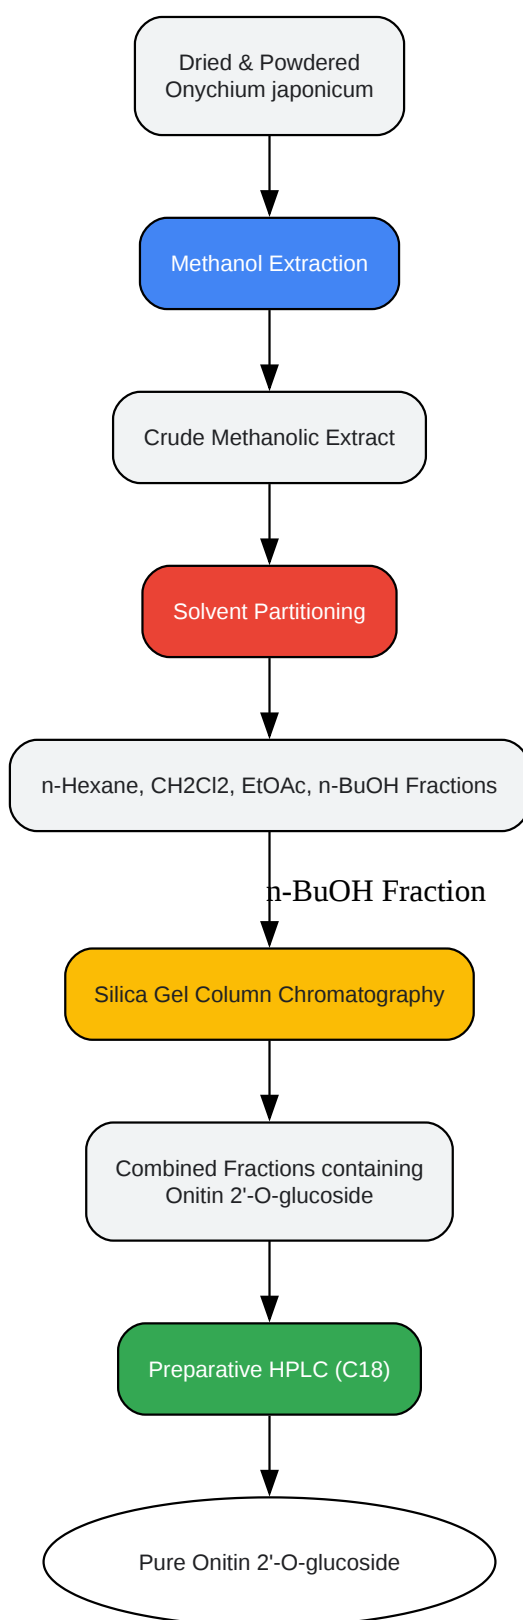 Dried & Powdered
Onychium japonicum
Methanol Extraction
Crude Methanolic Extract
Solvent Partitioning
n-Hexane, CH2Cl2, EtOAc, n-BuOH Fractions
n-BuOH Fraction
Silica Gel Column Chromatography
Combined Fractions containing
Onitin 2'-O-glucoside
Preparative HPLC (C18)
Pure Onitin 2'-O-glucoside